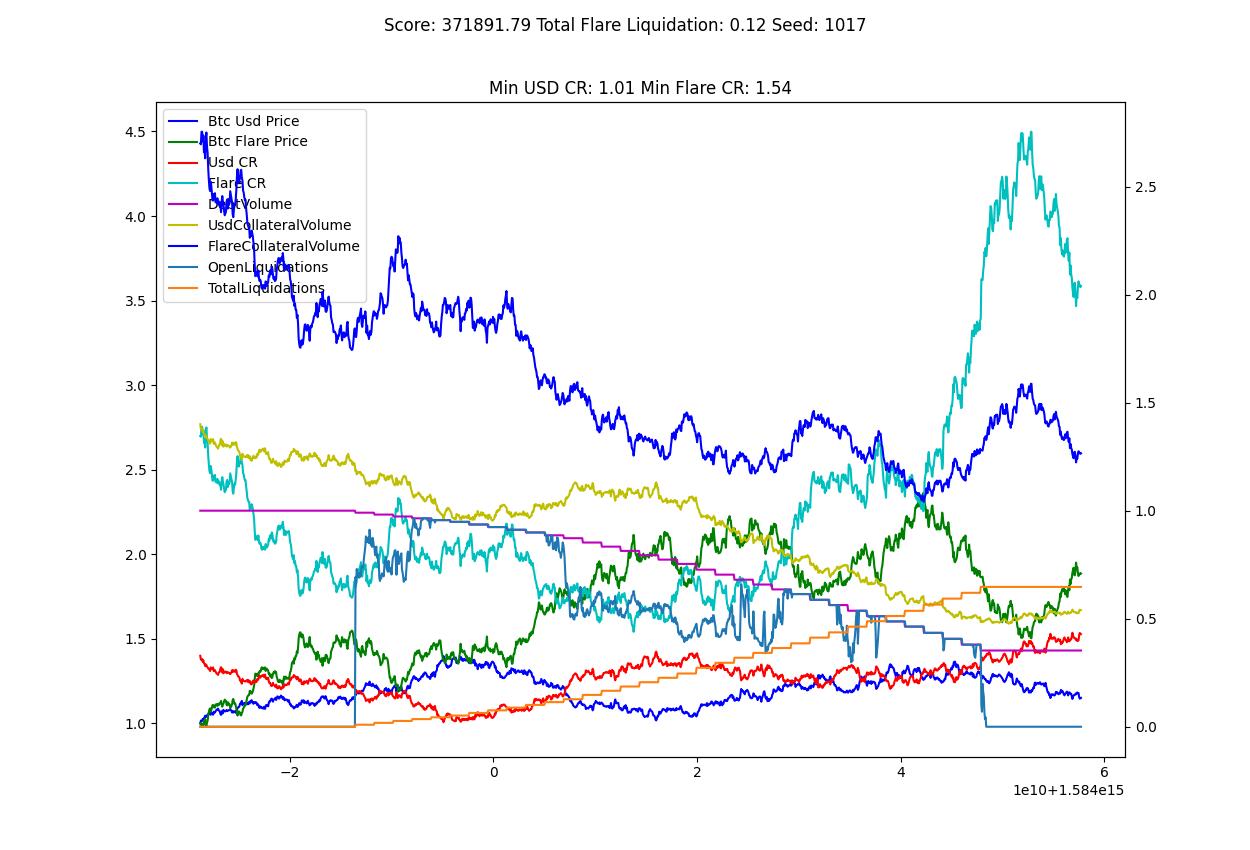 Score: 371891.79 Total Flare Liquidation: 0.12 Seed: 1017
Min USD CR: 1.01 Min Flare CR: 1.54
Btc Usd Price
Btc Flare Price
Usd CR
Flare CR
DebtVolume
UsdCollateralVolume
FlareCollateralVolume
OpenLiquidations
TotalLiquidations
4.5
4.0
3.5
3.0
2.5
2.0
1.5
1.0
2.5
2.0
1.5
1.0
0.5
0.0
−2
0
2
4
6
1e10+1.584e15